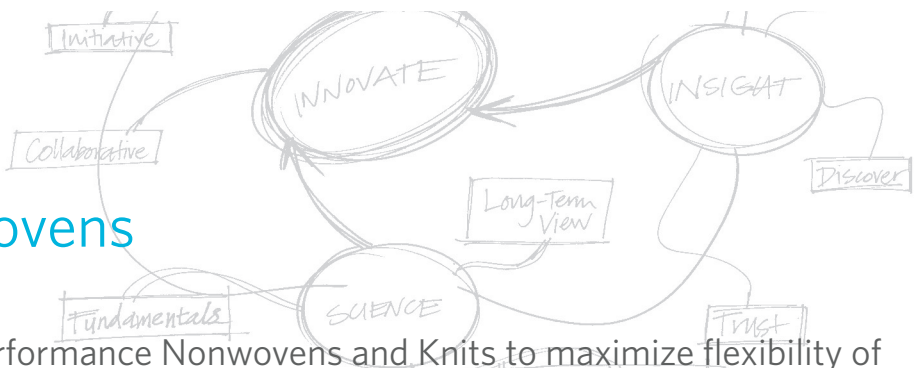 Initiative
INNOVATE
INSIGHT
Collaborative
Discover
Long-Term
View
ovens
Fundamentals
SCIENCE
Trust
rformance Nonwovens and Knits to maximize flexibility of